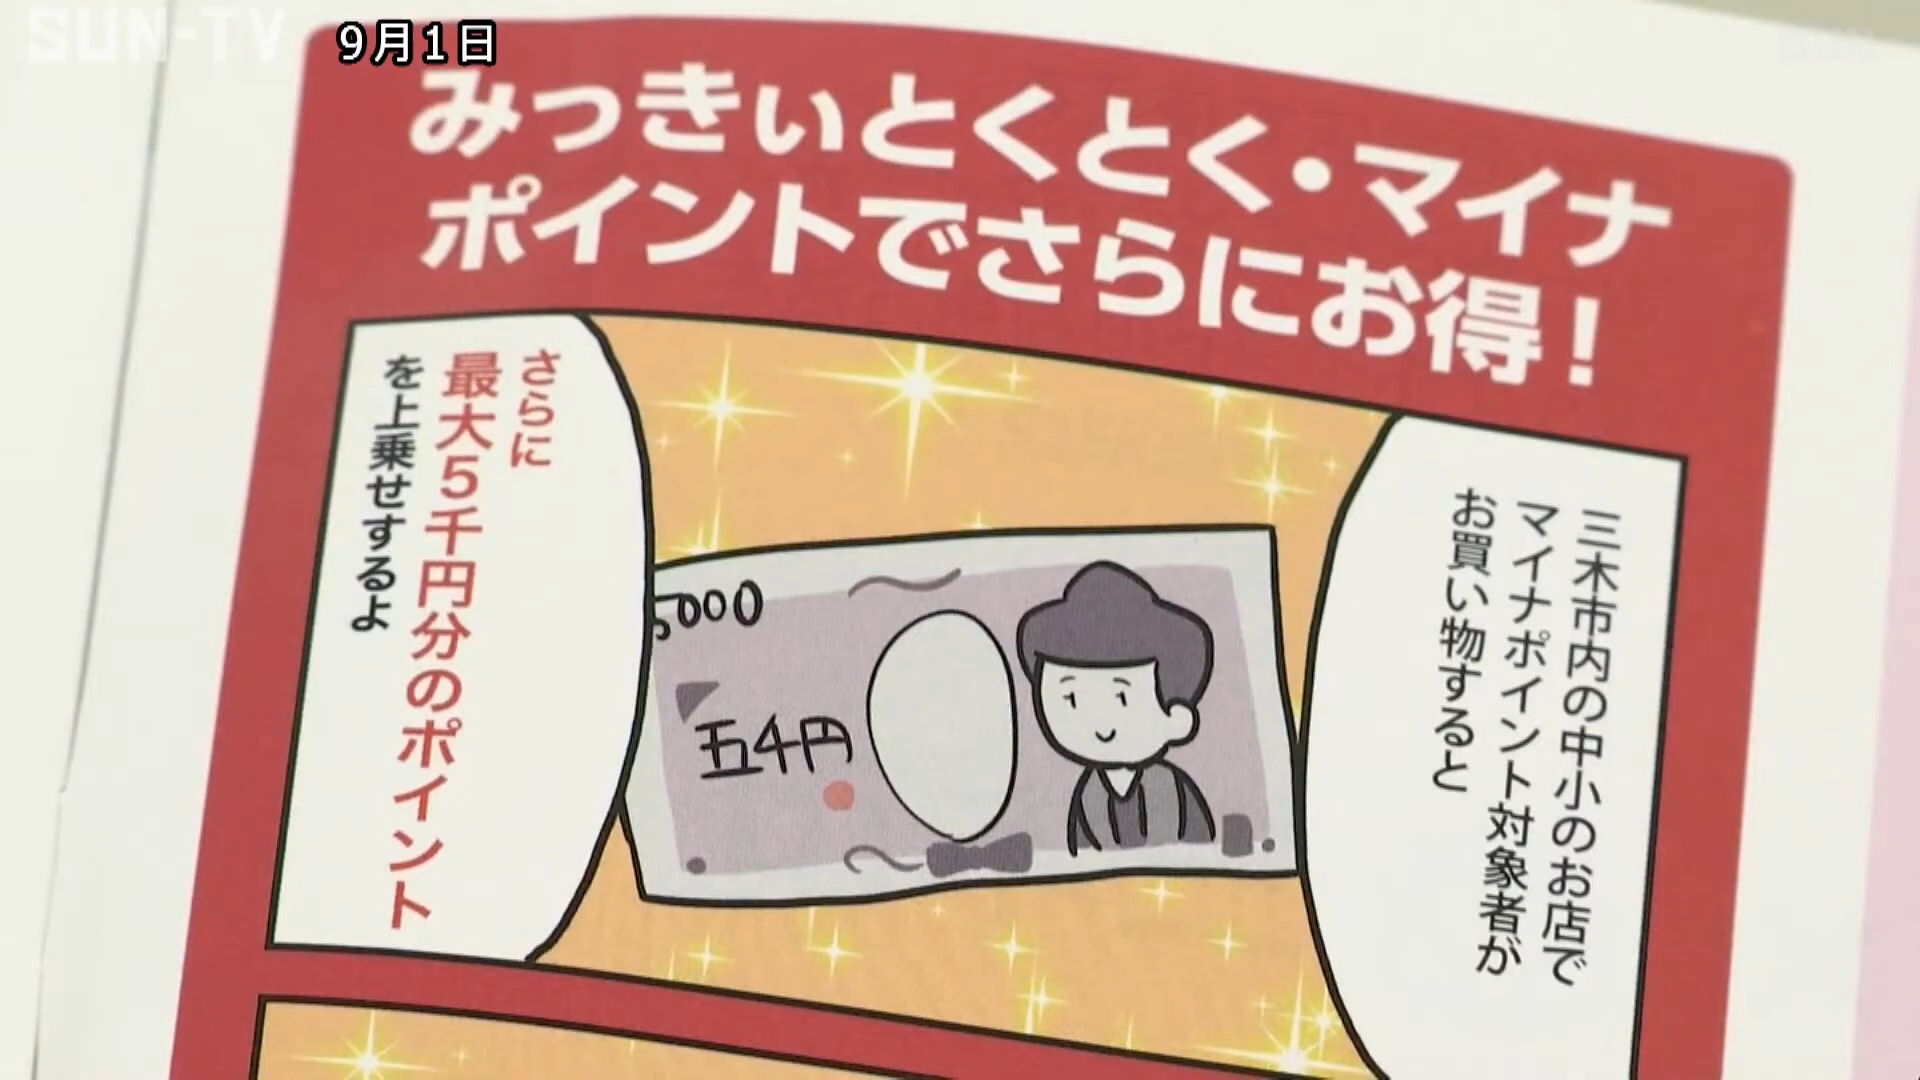 SUN-TV
9月1日
みっきぃとくとく・マイナ
ポイントでさらにお得！
三木市内の中小のお店で
マイナポイント対象者が
お買い物すると
5000
五千円
さらに
最大5千円分のポイント
を上乗せするよ